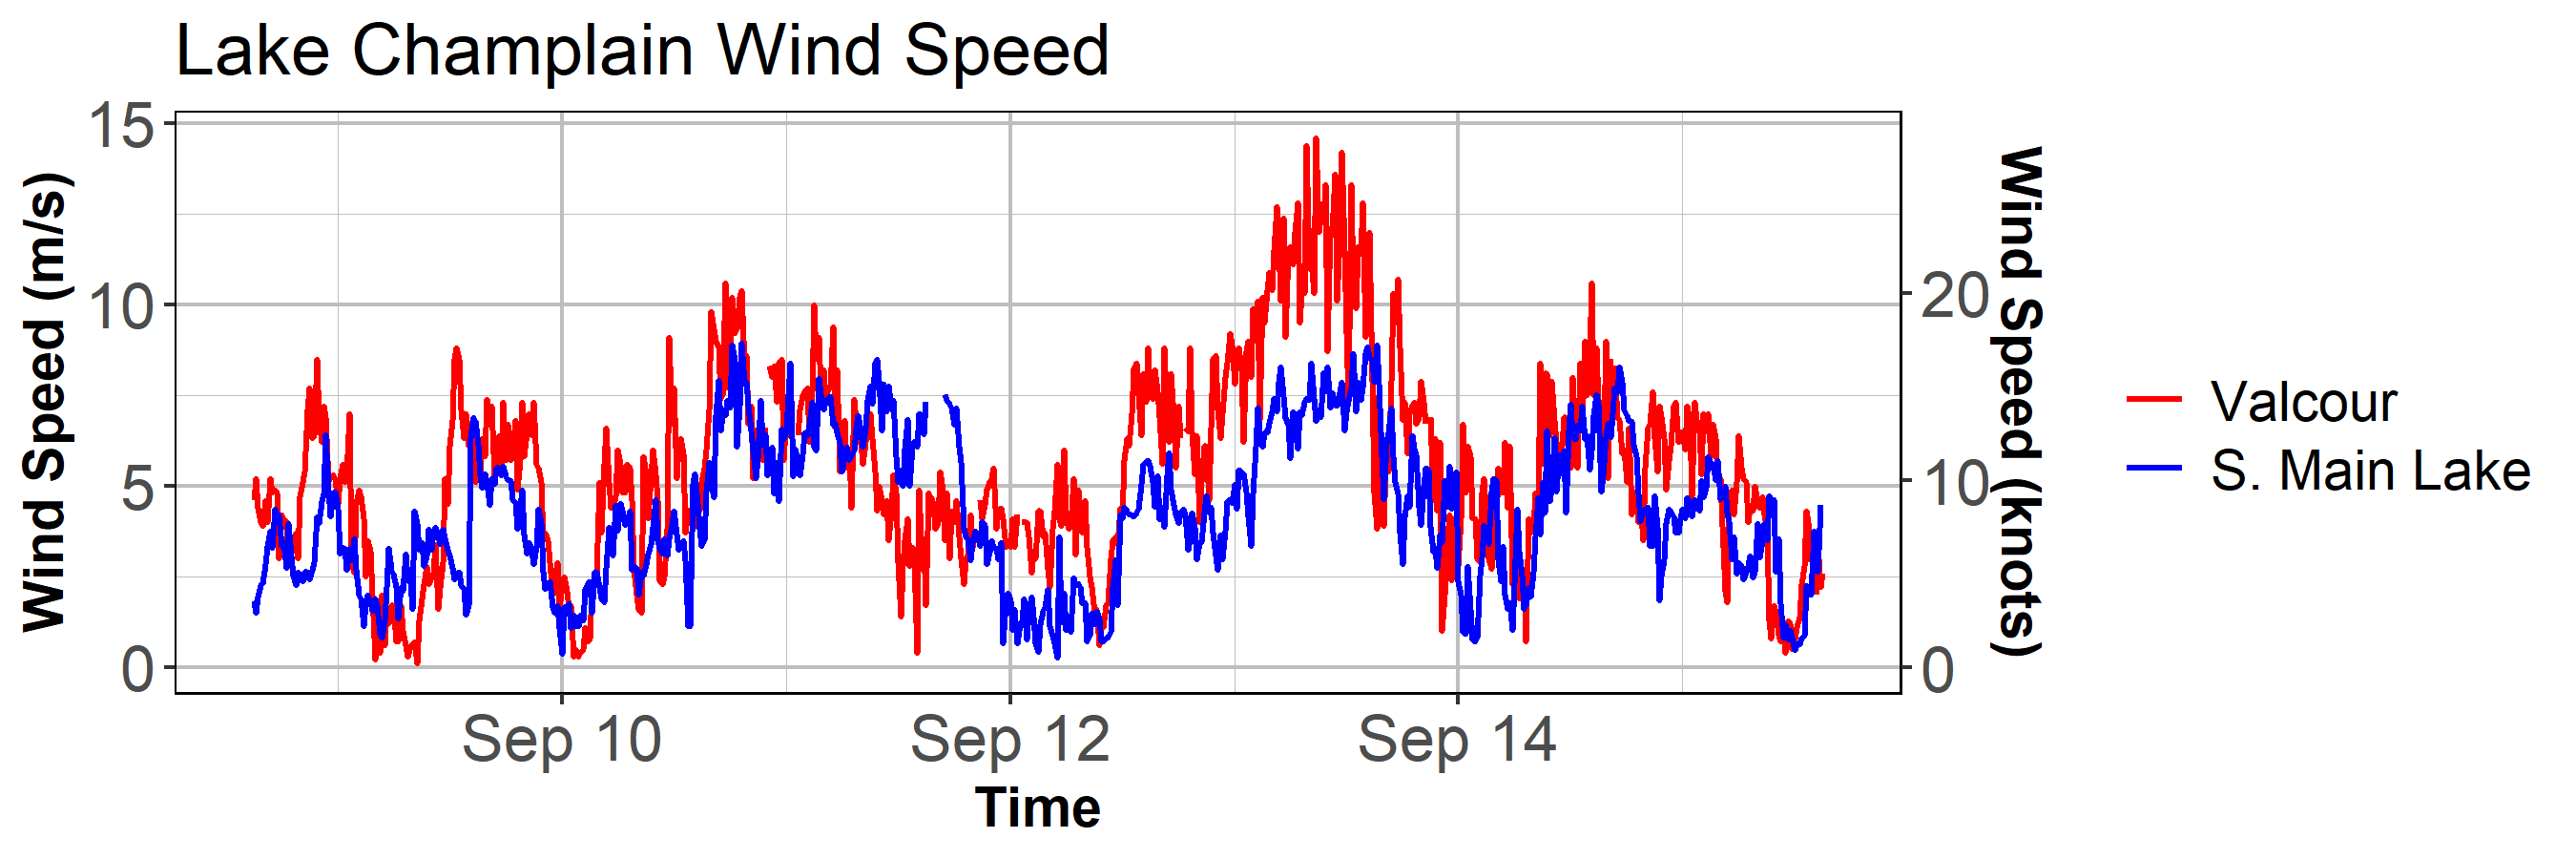 Lake Champlain Wind Speed
15
10
5
0
Wind Speed (m/s)
20
10
0
Wind Speed (knots)
Sep 10
Sep 12
Sep 14
Time
Valcour
S. Main Lake